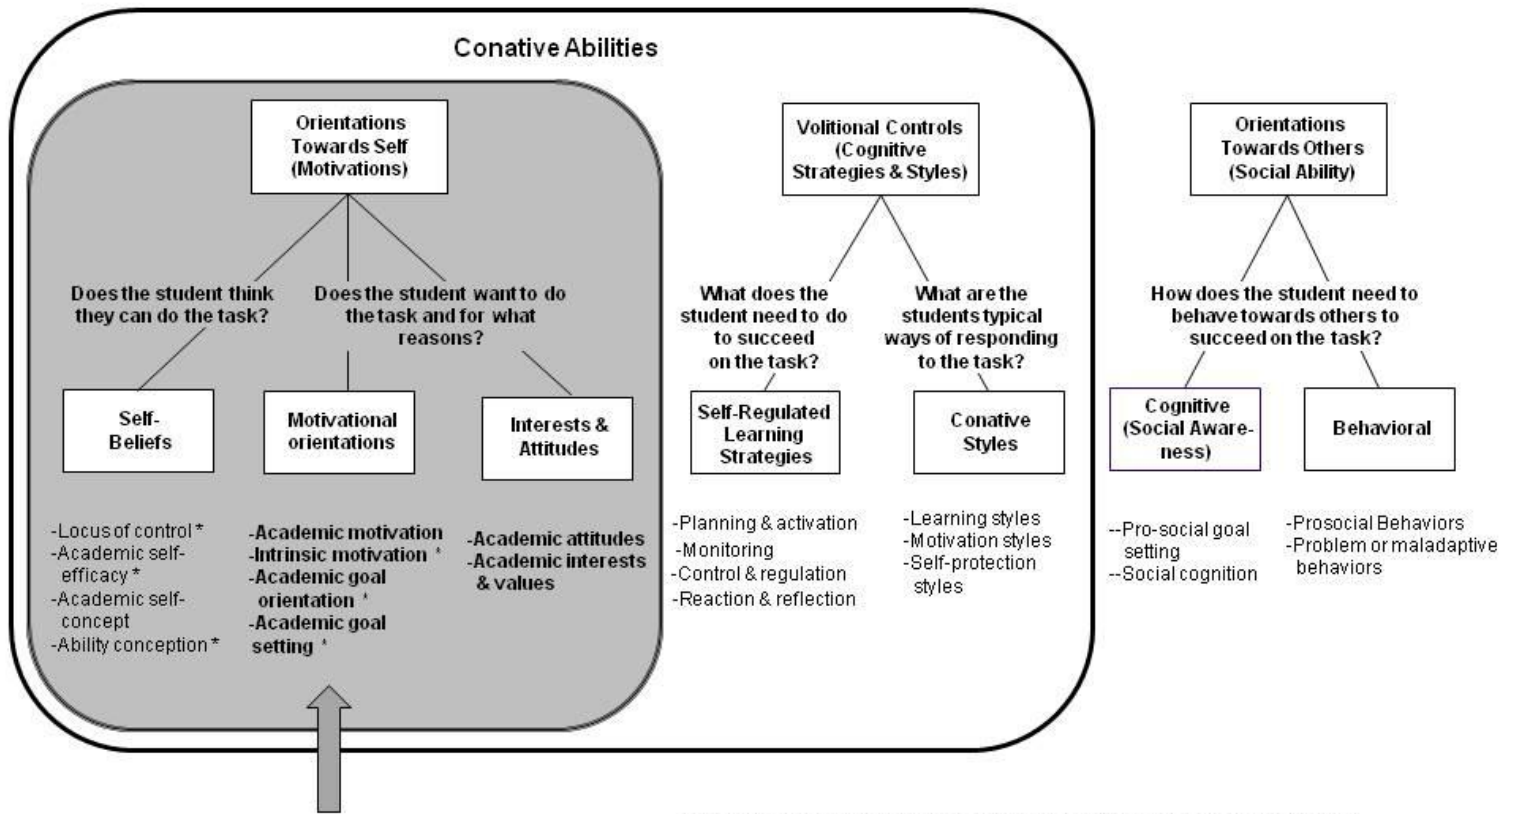 Conative Abilities
Orientations
Towards Self
(Motivations)
Does the student think
they can do the task?
Does the student want to do
the task and for what
reasons?
Self-
Beliefs
Motivational
orientations
Interests &
Attitudes
-Locus of control *
-Academic self-
efficacy *
-Academic self-
concept
-Ability conception *
-Academic motivation
-Intrinsic motivation *
-Academic goal
orientation *
-Academic goal
setting *
-Academic attitudes
-Academic interests
& values
Volitional Controls
(Cognitive
Strategies & Styles)
What does the
student need to do
to succeed
on the task?
What are the
students typical
ways of responding
to the task?
Self-Regulated
Learning
Strategies
Conative
Styles
-Planning & activation
-Monitoring
-Control & regulation
-Reaction & reflection
-Learning styles
-Motivation styles
-Self-protection
styles
Orientations
Towards Others
(Social Ability)
How does the student need to
behave towards others to
succeed on the task?
Cognitive
(Social Aware-
ness)
Behavioral
--Pro-social goal
setting
--Social cognition
-Prosocial Behaviors
-Problem or maladaptive
behaviors